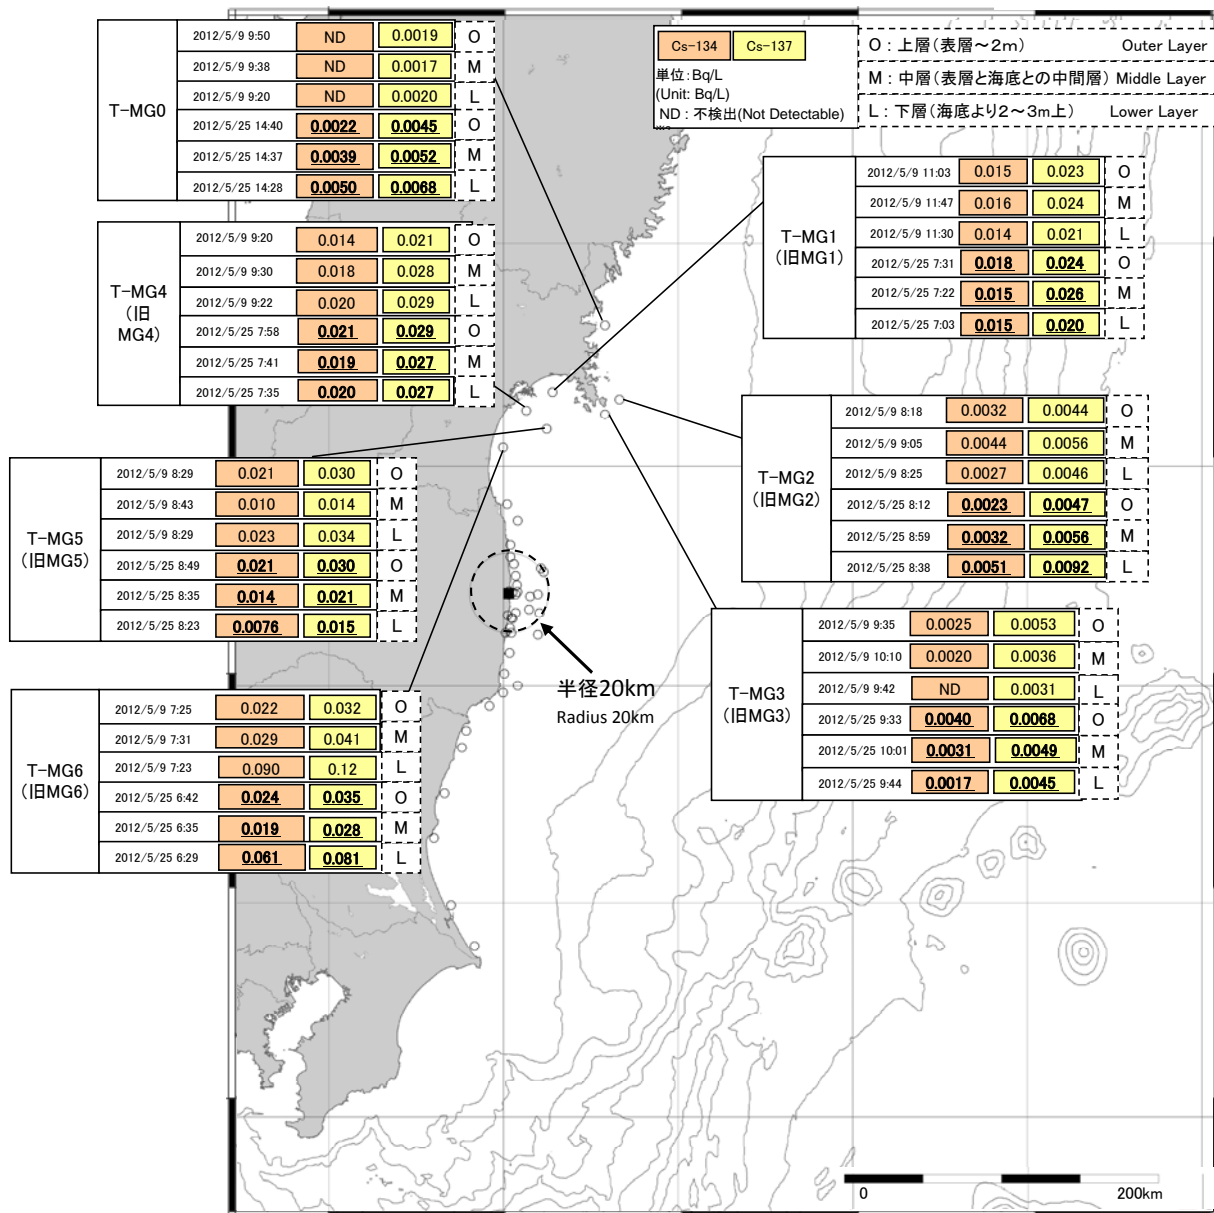 Cs-134 Cs-137
単位:Bq/L
(Unit: Bq/L)
ND : 不検出(Not Detectable)
O : 上層(表層～2m) Outer Layer
M : 中層(表層と海底との中間層) Middle Layer
L : 下層(海底より2～3m上) Lower Layer
T-MG0
2012/5/9 9:50 ND 0.0019 O
2012/5/9 9:38 ND 0.0017 M
2012/5/9 9:20 ND 0.0020 L
2012/5/25 14:40 0.0022 0.0045 O
2012/5/25 14:37 0.0039 0.0052 M
2012/5/25 14:28 0.0050 0.0068 L
T-MG1
(旧MG1)
2012/5/9 11:03 0.015 0.023 O
2012/5/9 11:47 0.016 0.024 M
2012/5/9 11:30 0.014 0.021 L
2012/5/25 7:31 0.018 0.024 O
2012/5/25 7:22 0.015 0.026 M
2012/5/25 7:03 0.015 0.020 L
T-MG4
(旧
MG4)
2012/5/9 9:20 0.014 0.021 O
2012/5/9 9:30 0.018 0.028 M
2012/5/9 9:22 0.020 0.029 L
2012/5/25 7:58 0.021 0.029 O
2012/5/25 7:41 0.019 0.027 M
2012/5/25 7:35 0.020 0.027 L
T-MG2
(旧MG2)
2012/5/9 8:18 0.0032 0.0044 O
2012/5/9 9:05 0.0044 0.0056 M
2012/5/9 8:25 0.0027 0.0046 L
2012/5/25 8:12 0.0023 0.0047 O
2012/5/25 8:59 0.0032 0.0056 M
2012/5/25 8:38 0.0051 0.0092 L
T-MG5
(旧MG5)
2012/5/9 8:29 0.021 0.030 O
2012/5/9 8:43 0.010 0.014 M
2012/5/9 8:29 0.023 0.034 L
2012/5/25 8:49 0.021 0.030 O
2012/5/25 8:35 0.014 0.021 M
2012/5/25 8:23 0.0076 0.015 L
T-MG3
(旧MG3)
2012/5/9 9:35 0.0025 0.0053 O
2012/5/9 10:10 0.0020 0.0036 M
2012/5/9 9:42 ND 0.0031 L
2012/5/25 9:33 0.0040 0.0068 O
2012/5/25 10:01 0.0031 0.0049 M
2012/5/25 9:44 0.0017 0.0045 L
半径20km
Radius 20km
T-MG6
(旧MG6)
2012/5/9 7:25 0.022 0.032 O
2012/5/9 7:31 0.029 0.041 M
2012/5/9 7:23 0.090 0.12 L
2012/5/25 6:42 0.024 0.035 O
2012/5/25 6:35 0.019 0.028 M
2012/5/25 6:29 0.061 0.081 L
0 200km